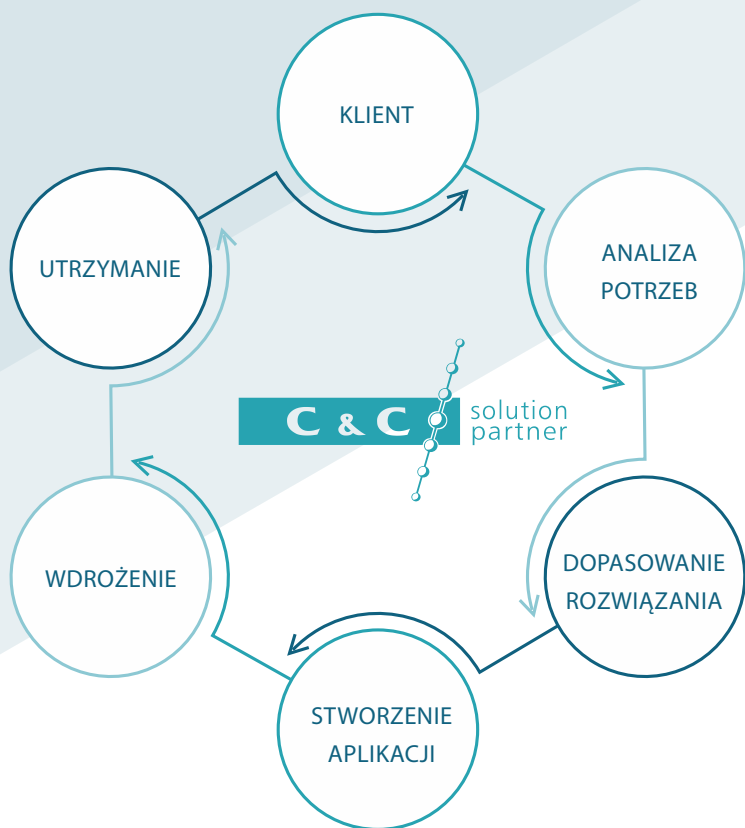 KLIENT
ANALIZA
POTRZEB
DOPASOWANIE
ROZWIĄZANIA
STWORZENIE
APLIKACJI
WDROŻENIE
UTRZYMANIE
C & C
solution
partner